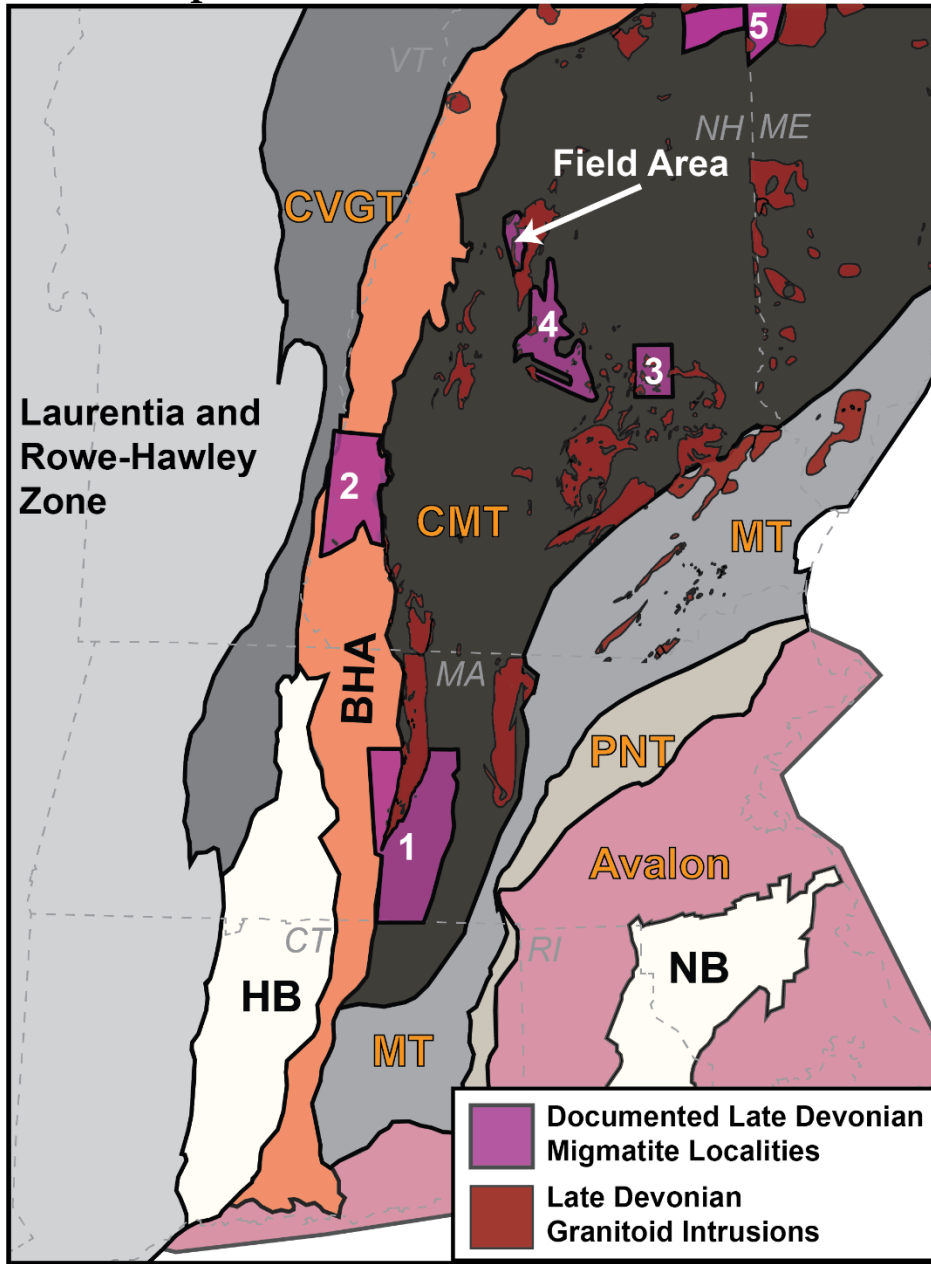 5
VT
NH
ME
Field Area
CVGT
4
3
Laurentia and
Rowe-Hawley
Zone
2
CMT
MT
BHA
MA
PNT
1
Avalon
CT
RI
HB
NB
MT
Documented Late Devonian
Migmatite Localities
Late Devonian
Granitoid Intrusions